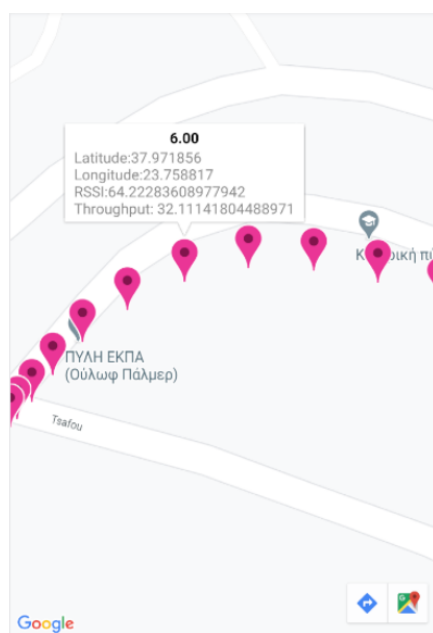 6.00
Latitude:37.971856
Longitude:23.758817
RSSI:64.22283608977942
Throughput: 32.11141804488971
ΠΥΛΗ ΕΚΠΑ
(Ούλωφ Πάλμερ)
Tsafou
Google